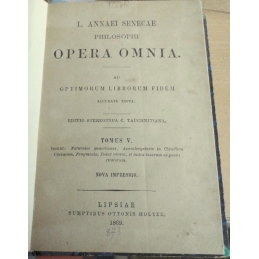 L. ANNAEI SENECAE
PHILOSOPHI
OPERA OMNIA.
AD
OPTIMORUM LIBRORUM FIDEM
ACCURATE EDITA.
EDITIO STEREOTYPA C. TAUCHNITIANA.
TOMUS V.
NOVA IMPRESSIO.
LIPSIAE
SUMPTIBUS OTTONIS HOLTZE.